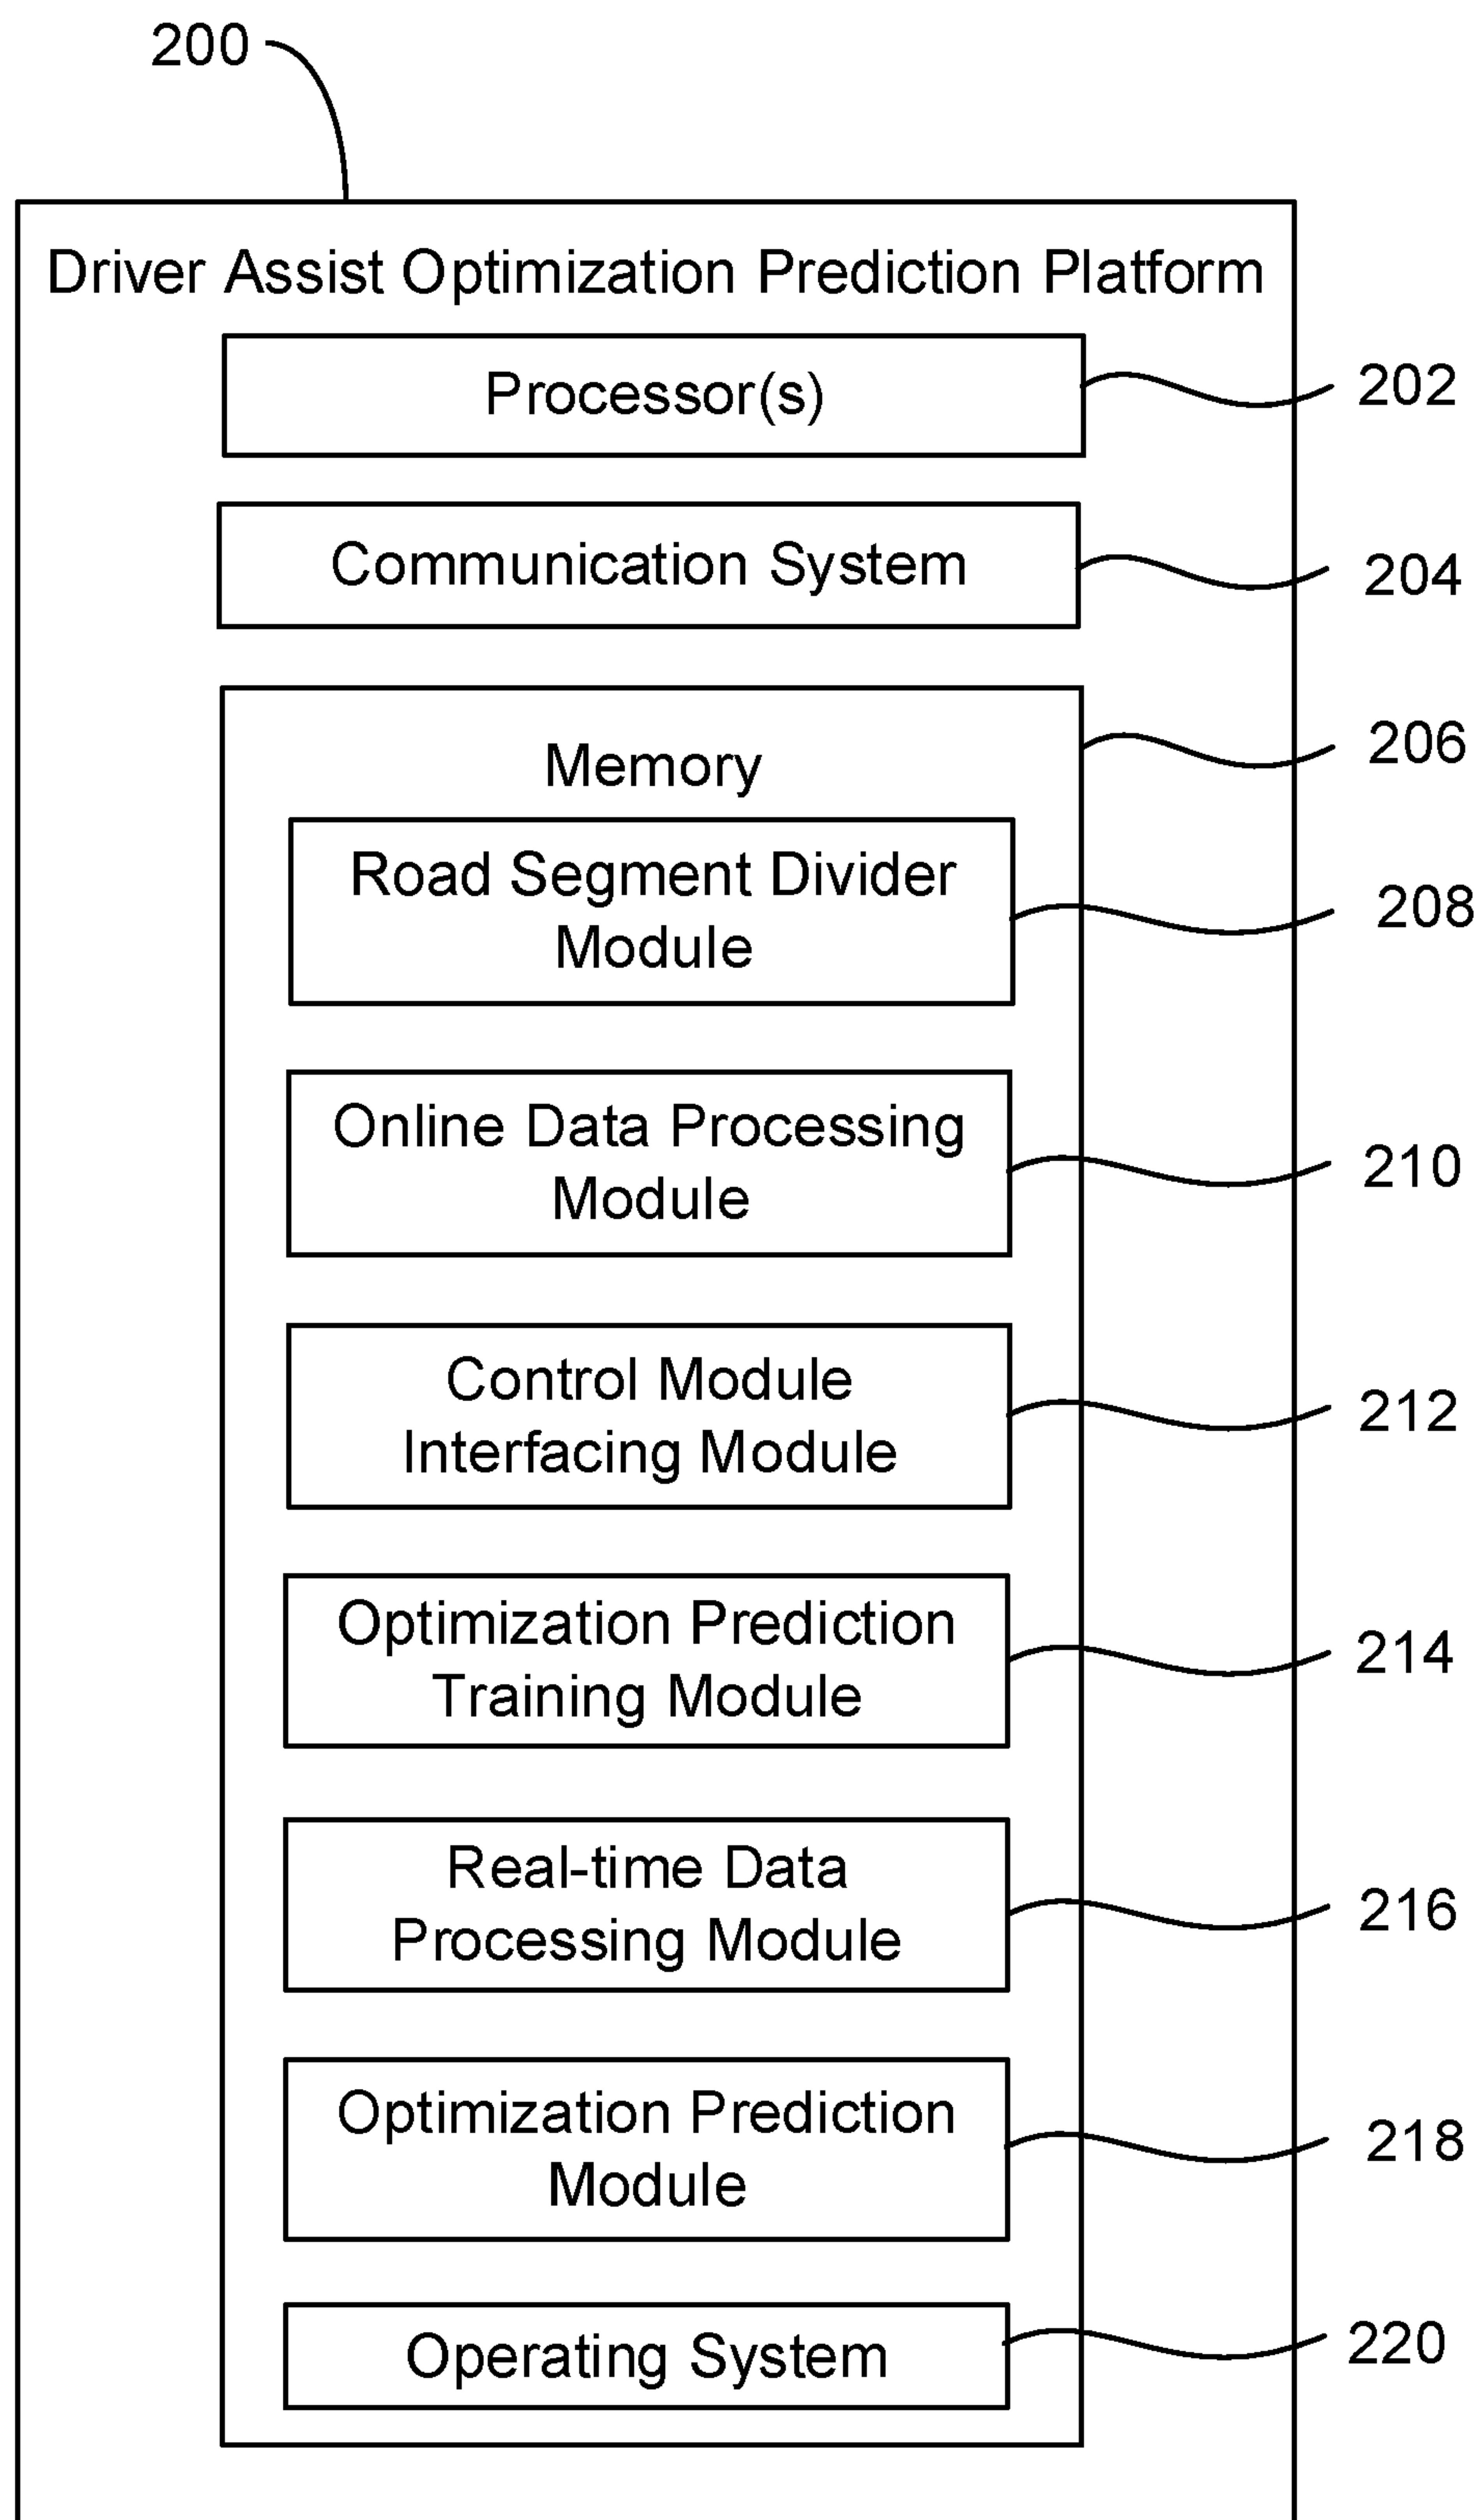 200
Driver Assist Optimization Prediction Platform
Processor(s)
202
Communication System
204
Memory
206
Road Segment Divider
Module
208
Online Data Processing
Module
210
Control Module
Interfacing Module
212
Optimization Prediction
Training Module
214
Real-time Data
Processing Module
216
Optimization Prediction
Module
218
Operating System
220